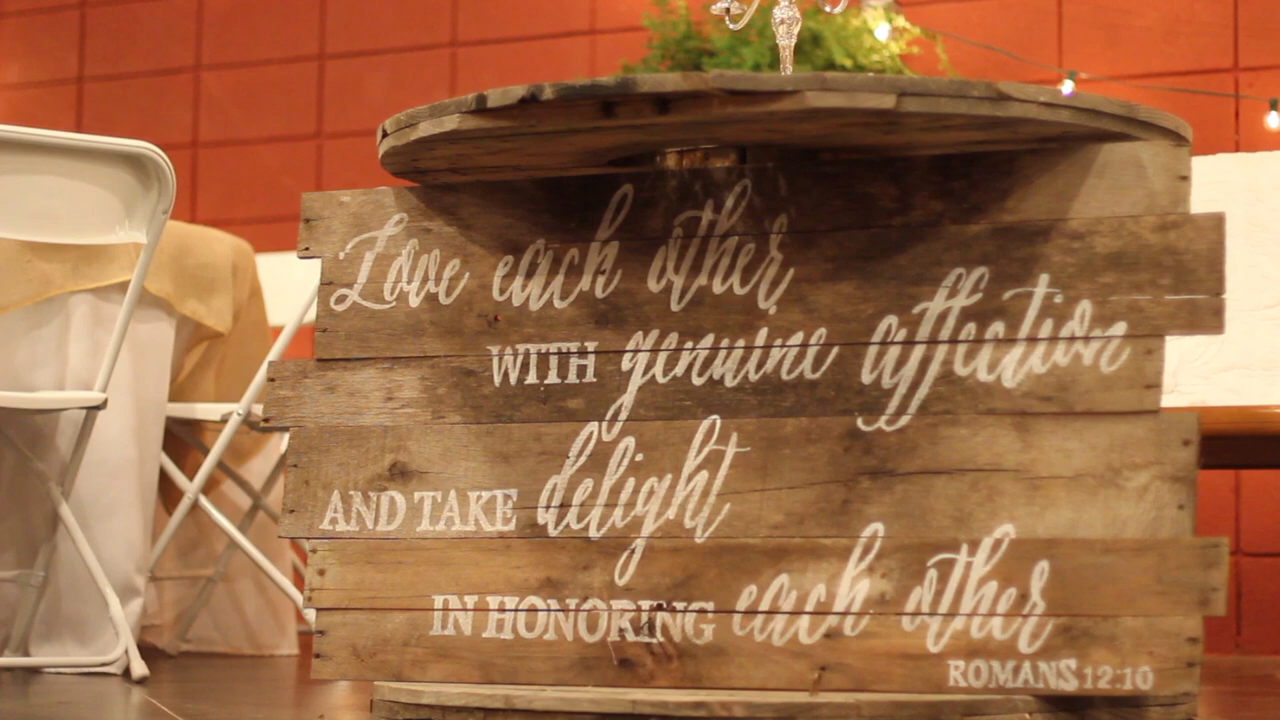 Love each other
WITH genuine affection
AND TAKE delight
IN HONORING each other
ROMANS 12:10